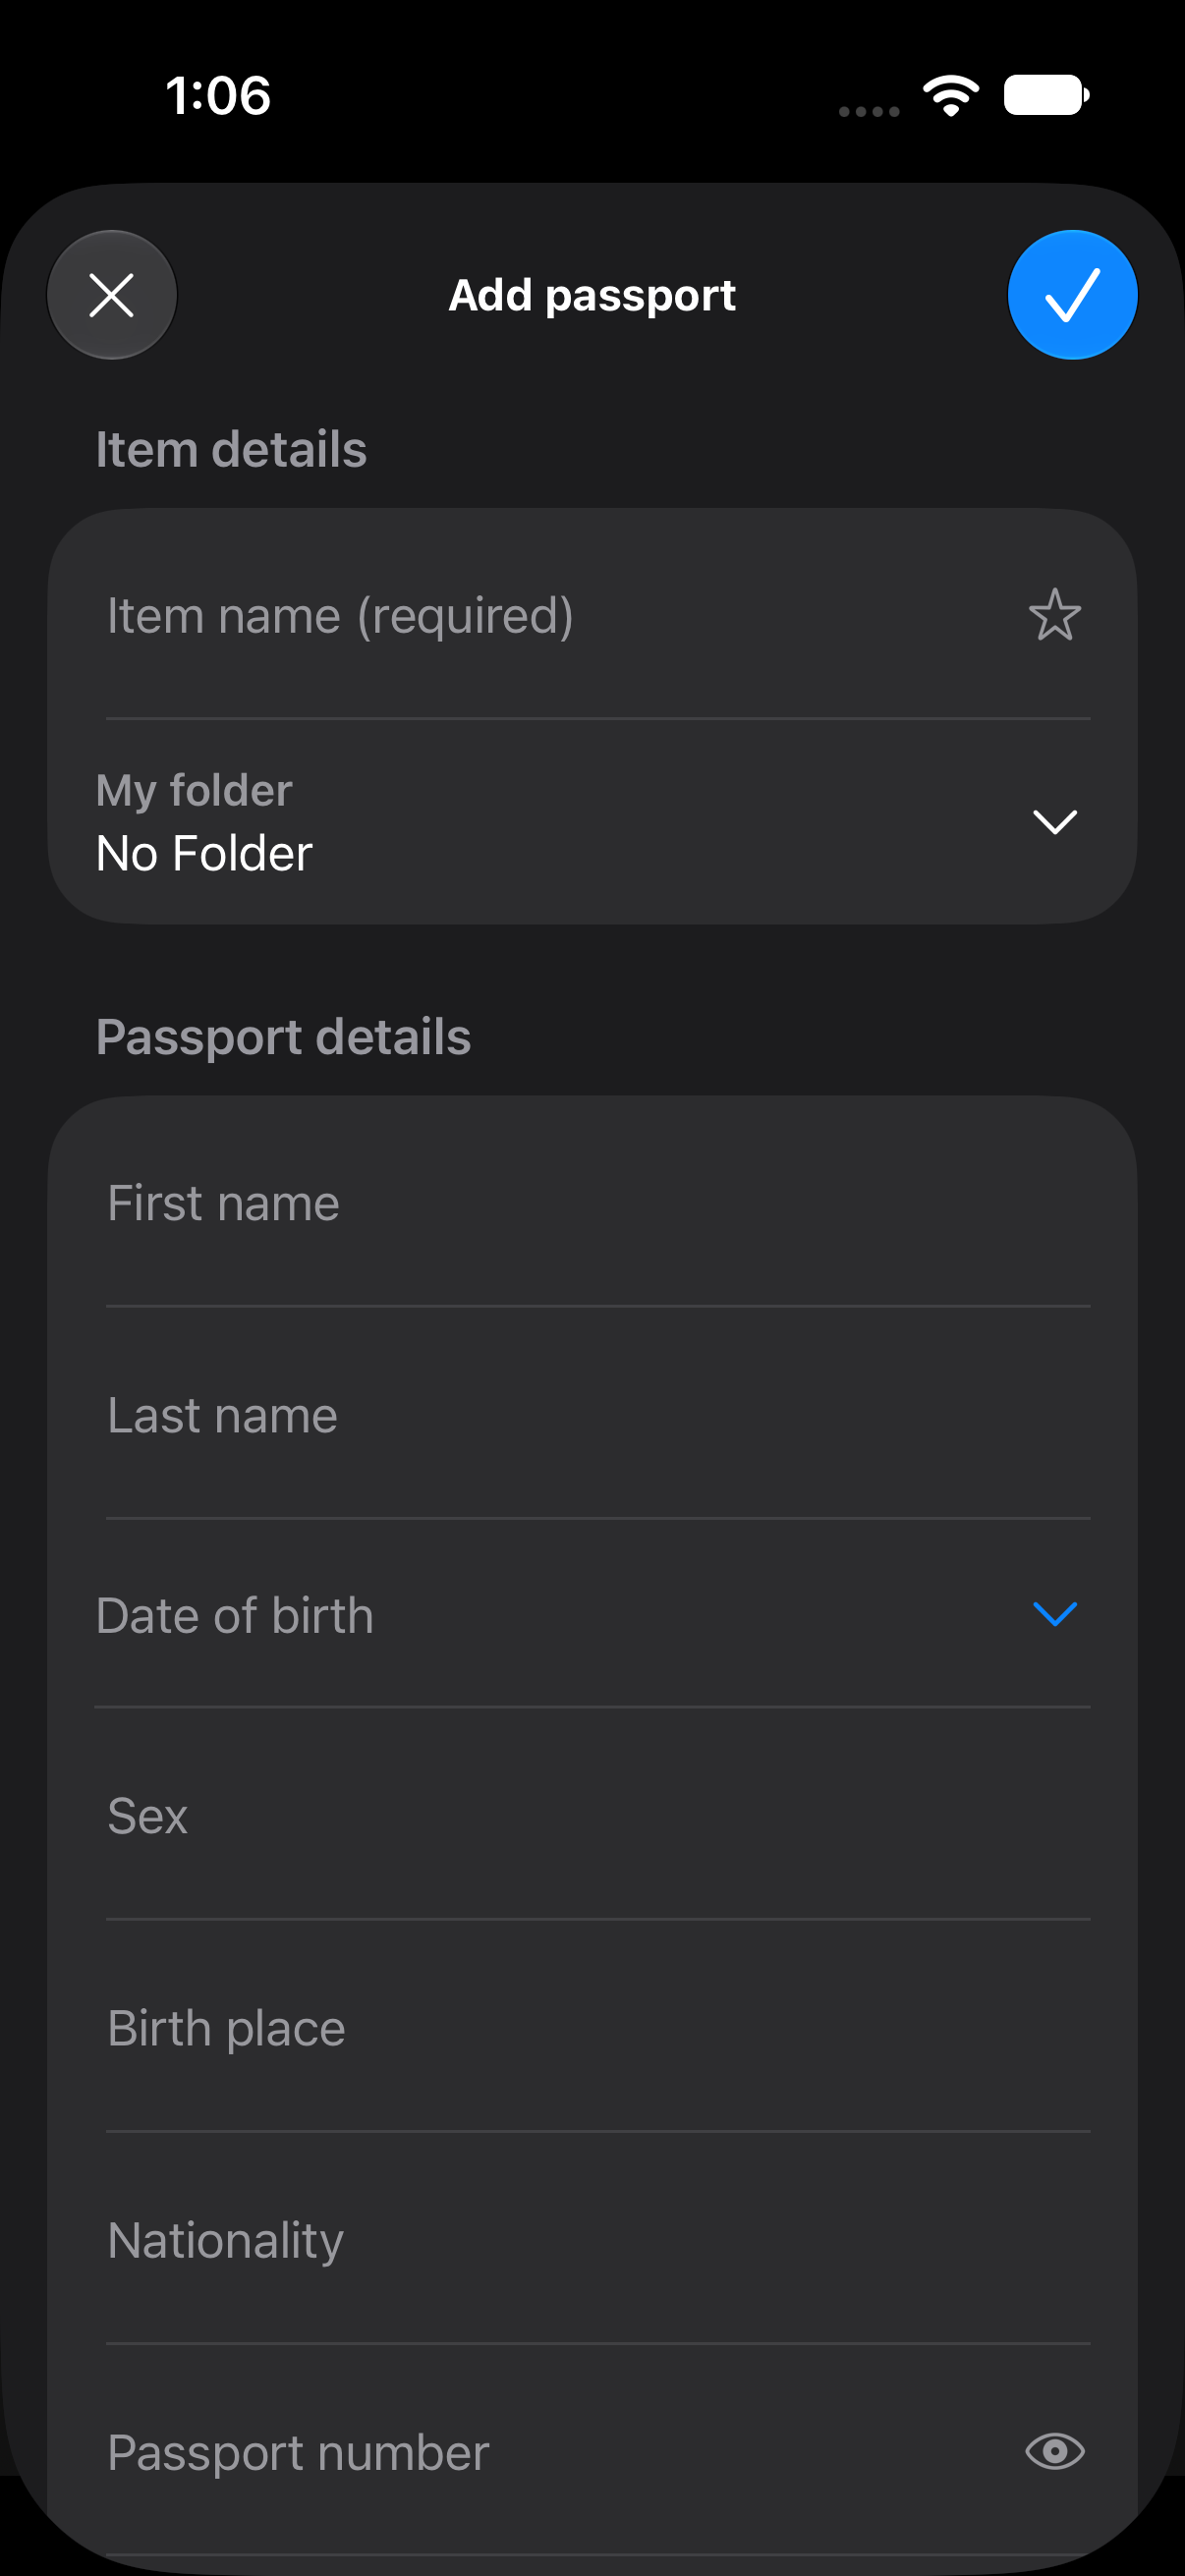 1:06
Add passport
Item details
Item name (required)
My folder
No Folder
Passport details
First name
Last name
Date of birth
Sex
Birth place
Nationality
Passport number